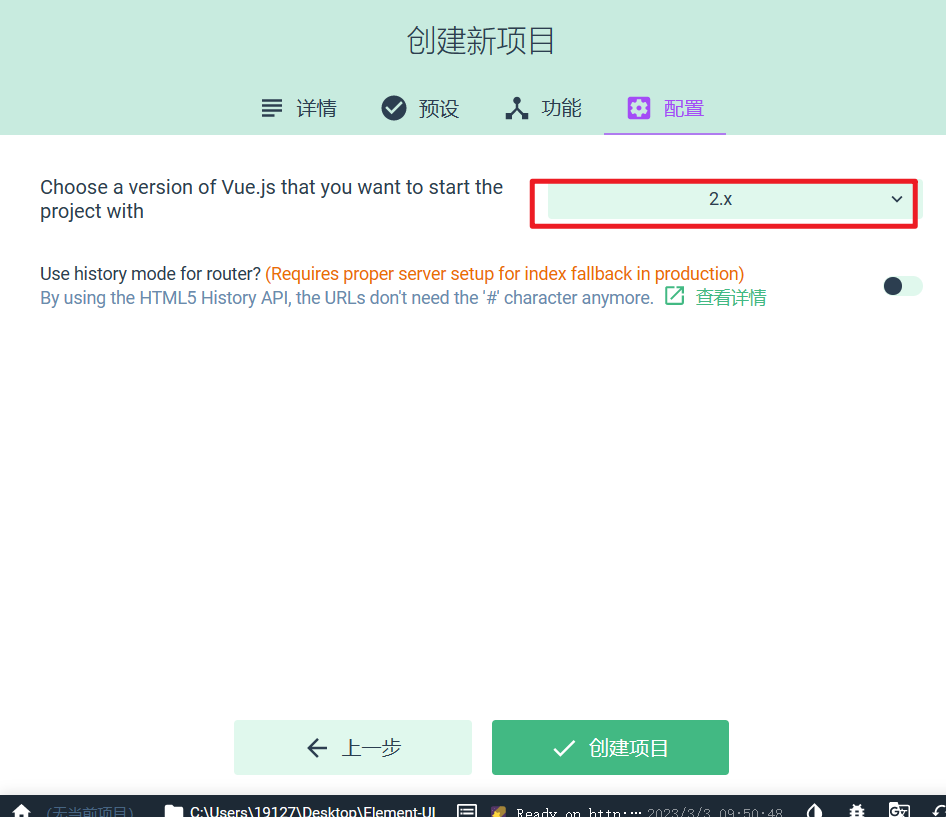 创建新项目
详情 预设 功能 配置
Choose a version of Vue.js that you want to start the
project with
2.x
Use history mode for router? (Requires proper server setup for index fallback in production)
By using the HTML5 History API, the URLs don't need the '#' character anymore. 查看详情
上一步 创建项目
(无当前项目) C:\Users\19127\Desktop\Element-UI Ready on http:… 2023/3/3 09:50:48